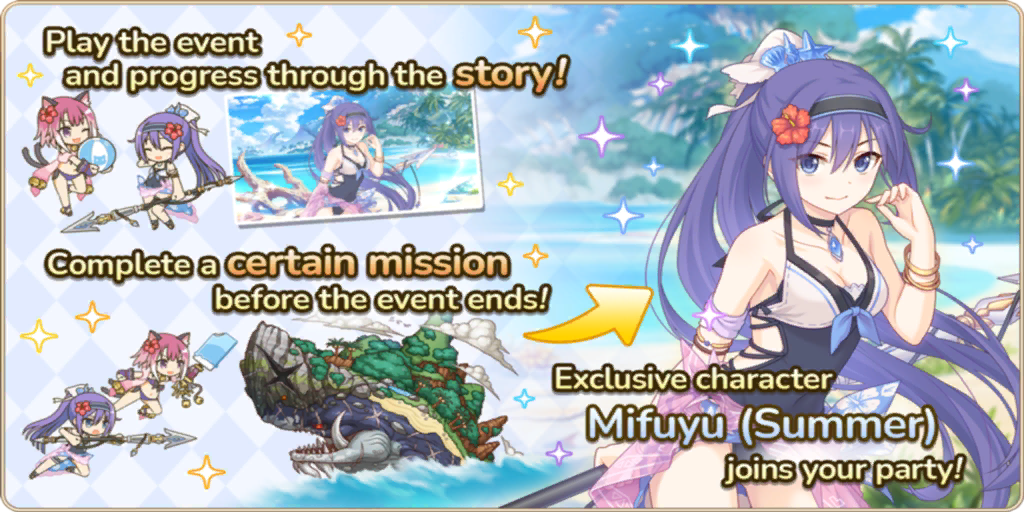 Play the event
and progress through the story!
Complete a certain mission
before the event ends!
Exclusive character
Mifuyu (Summer)
joins your party!